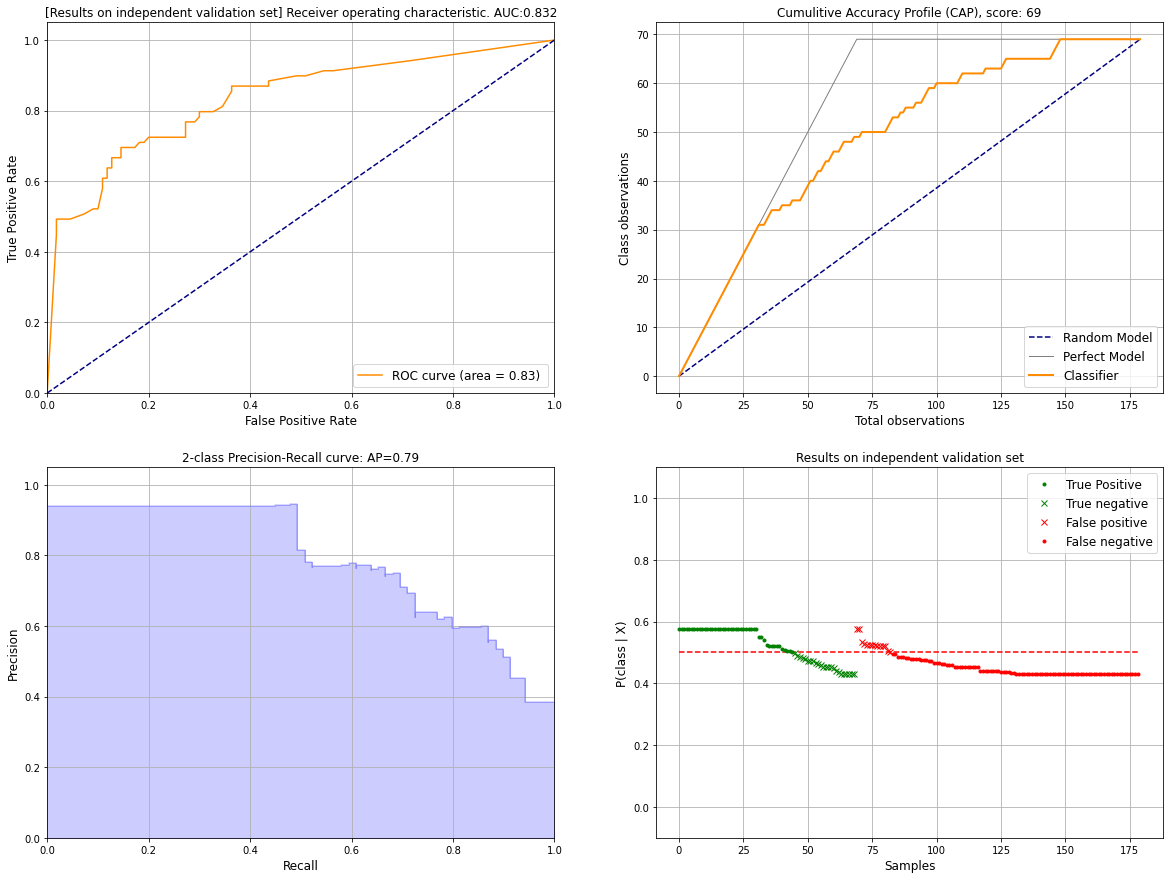 [Results on independent validation set] Receiver operating characteristic. AUC:0.832
1.0
0.8
0.6
0.4
0.2
0.0
True Positive Rate
0.0 0.2 0.4 0.6 0.8 1.0
False Positive Rate
ROC curve (area = 0.83)
Cumulitive Accuracy Profile (CAP), score: 69
70
60
50
40
30
20
10
0
Class observations
0 25 50 75 100 125 150 175
Total observations
Random Model
Perfect Model
Classifier
2-class Precision-Recall curve: AP=0.79
1.0
0.8
0.6
0.4
0.2
0.0
Precision
0.0 0.2 0.4 0.6 0.8 1.0
Recall
Results on independent validation set
1.0
0.8
0.6
0.4
0.2
0.0
P(class | X)
0 25 50 75 100 125 150 175
Samples
True Positive
True negative
False positive
False negative